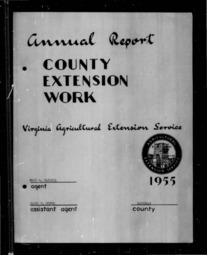 Annual Report
COUNTY
EXTENSION
WORK
Virginia Agricultural Extension Service
1955
agent
assistant agent county